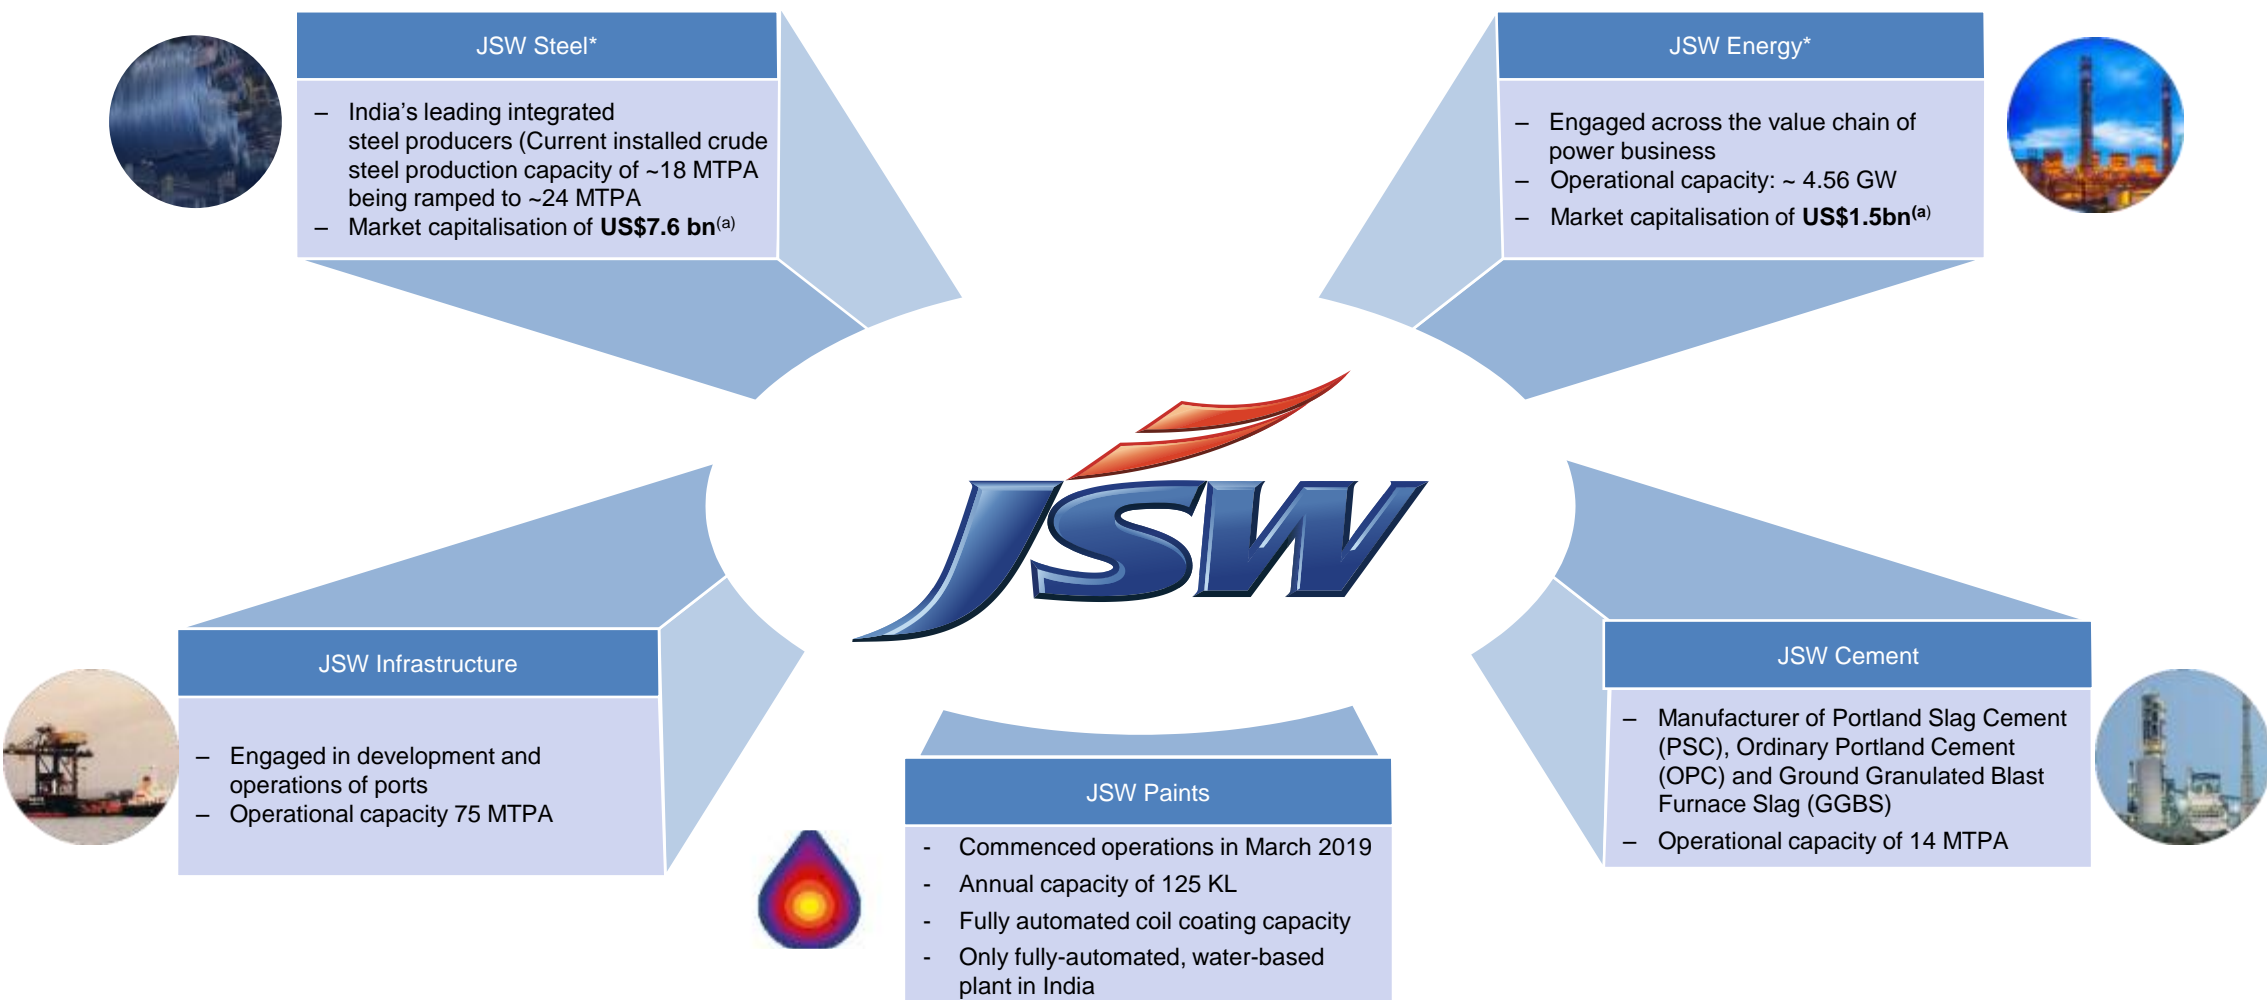 JSW Steel*
– India’s leading integrated
steel producers (Current installed crude
steel production capacity of ~18 MTPA
being ramped to ~24 MTPA
– Market capitalisation of US$7.6 bn(a)
JSW Energy*
– Engaged across the value chain of
power business
– Operational capacity: ~ 4.56 GW
– Market capitalisation of US$1.5bn(a)
JSW
JSW Infrastructure
– Engaged in development and
operations of ports
– Operational capacity 75 MTPA
JSW Paints
- Commenced operations in March 2019
- Annual capacity of 125 KL
- Fully automated coil coating capacity
- Only fully-automated, water-based
plant in India
JSW Cement
– Manufacturer of Portland Slag Cement
(PSC), Ordinary Portland Cement
(OPC) and Ground Granulated Blast
Furnace Slag (GGBS)
– Operational capacity of 14 MTPA